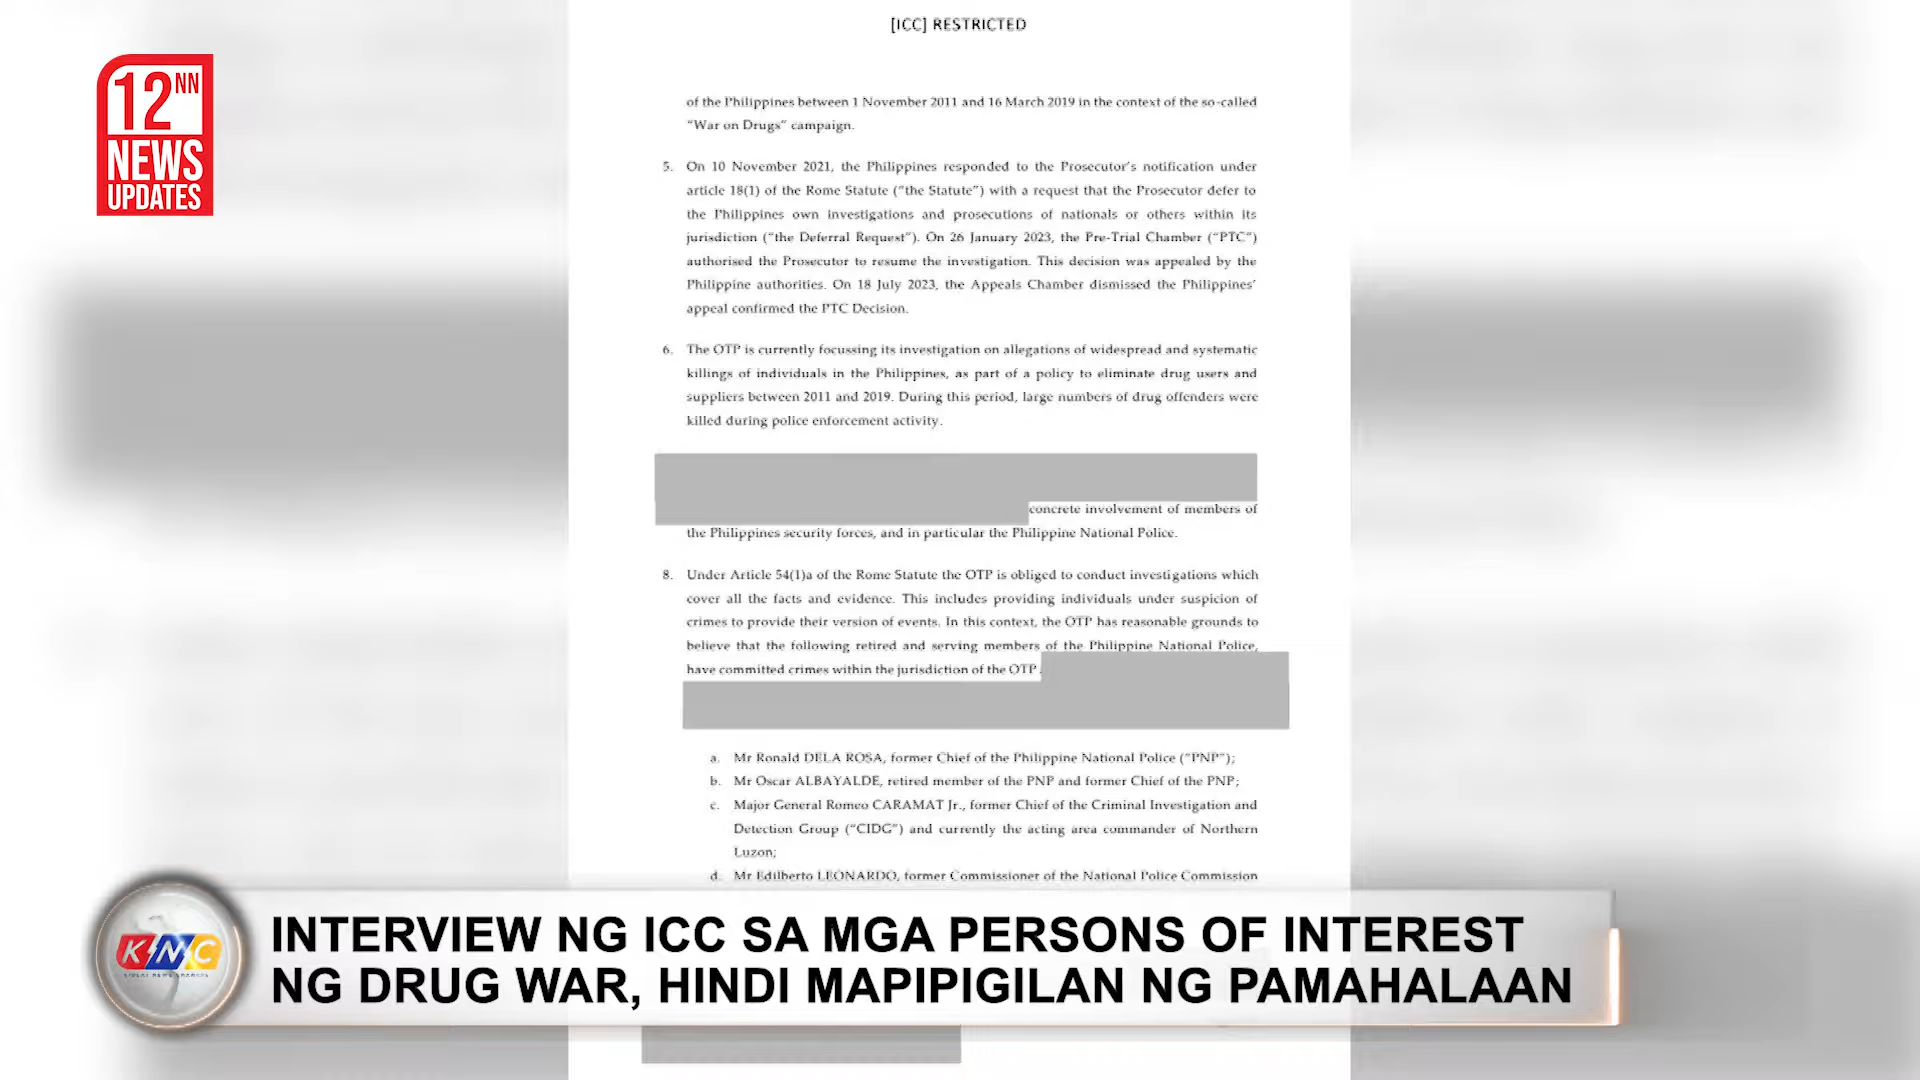 [ICC] RESTRICTED
12NN
NEWS
UPDATES
of the Philippines between 1 November 2011 and 16 March 2019 in the context of the so-called
“War on Drugs” campaign.
5. On 10 November 2021, the Philippines responded to the Prosecutor’s notification under
article 18(1) of the Rome Statute (“the Statute”) with a request that the Prosecutor defer to
the Philippines own investigations and prosecutions of nationals or others within its
jurisdiction (“the Deferral Request”). On 26 January 2023, the Pre-Trial Chamber (“PTC”)
authorised the Prosecutor to resume the investigation. This decision was appealed by the
Philippine authorities. On 18 July 2023, the Appeals Chamber dismissed the Philippines’
appeal confirmed the PTC Decision.
6. The OTP is currently focussing its investigation on allegations of widespread and systematic
killings of individuals in the Philippines, as part of a policy to eliminate drug users and
suppliers between 2011 and 2019. During this period, large numbers of drug offenders were
killed during police enforcement activity.
concrete involvement of members of
the Philippines security forces, and in particular the Philippine National Police.
8. Under Article 54(1)a of the Rome Statute the OTP is obliged to conduct investigations which
cover all the facts and evidence. This includes providing individuals under suspicion of
crimes to provide their version of events. In this context, the OTP has reasonable grounds to
believe that the following retired and serving members of the Philippine National Police,
have committed crimes within the jurisdiction of the OTP.
a. Mr Ronald DELA ROSA, former Chief of the Philippine National Police (“PNP”);
b. Mr Oscar ALBAYALDE, retired member of the PNP and former Chief of the PNP;
c. Major General Romeo CARAMAT Jr., former Chief of the Criminal Investigation and
Detection Group (“CIDG”) and currently the acting area commander of Northern
Luzon;
d. Mr Edilberto LEONARDO, former Commissioner of the National Police Commission
KNC
INTERVIEW NG ICC SA MGA PERSONS OF INTEREST
NG DRUG WAR, HINDI MAPIPIGILAN NG PAMAHALAAN